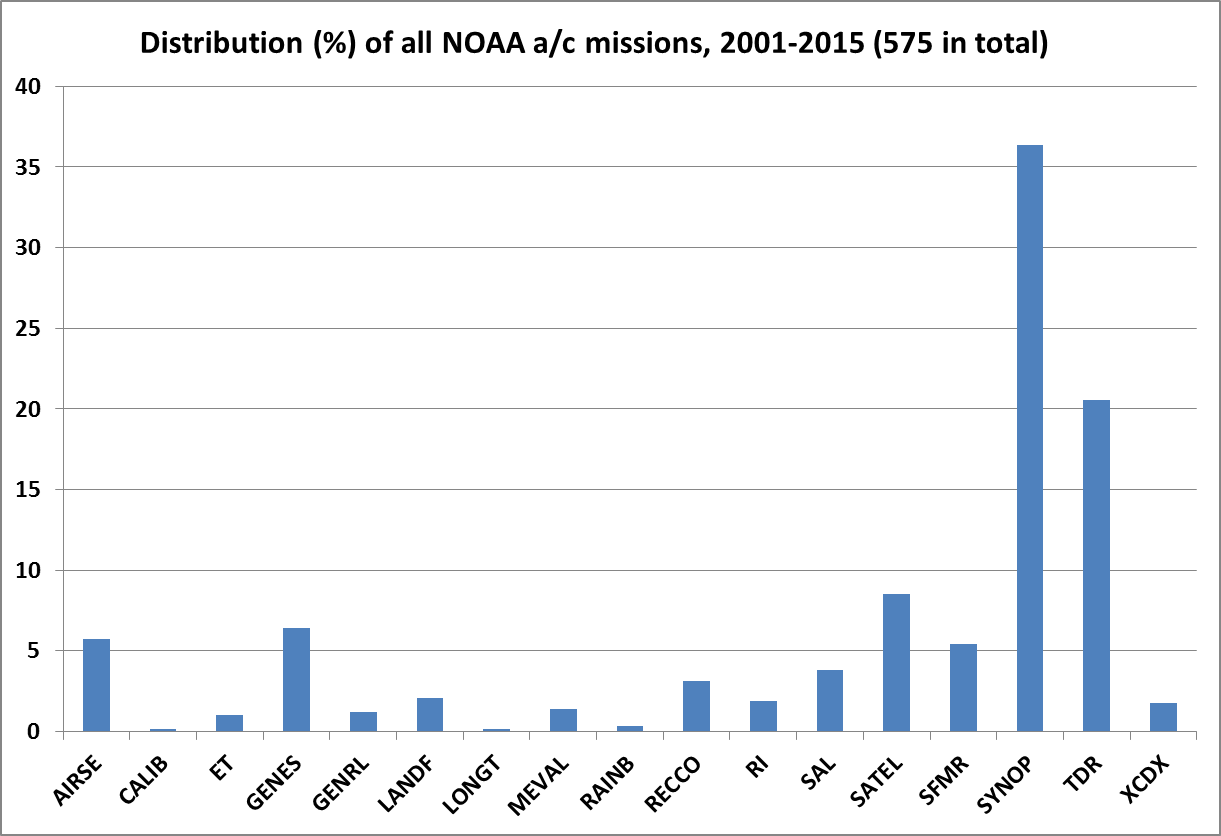 Distribution (%) of all NOAA a/c missions, 2001-2015 (575 in total)
40
35
30
25
20
15
10
5
0
AIRSE
CALIB
ET
GENES
GENRL
LANDF
LONGT
MEVAL
RAINB
RECCO
RI
SAL
SATEL
SFMR
SYNOP
TDR
XCDX